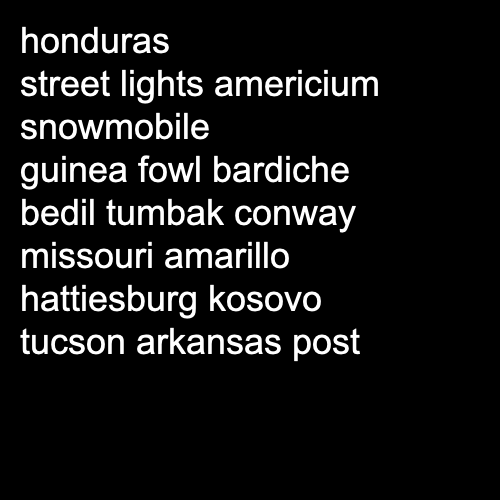 honduras
street lights americium
snowmobile
guinea fowl bardiche
bedil tumbak conway
missouri amarillo
hattiesburg kosovo
tucson arkansas post